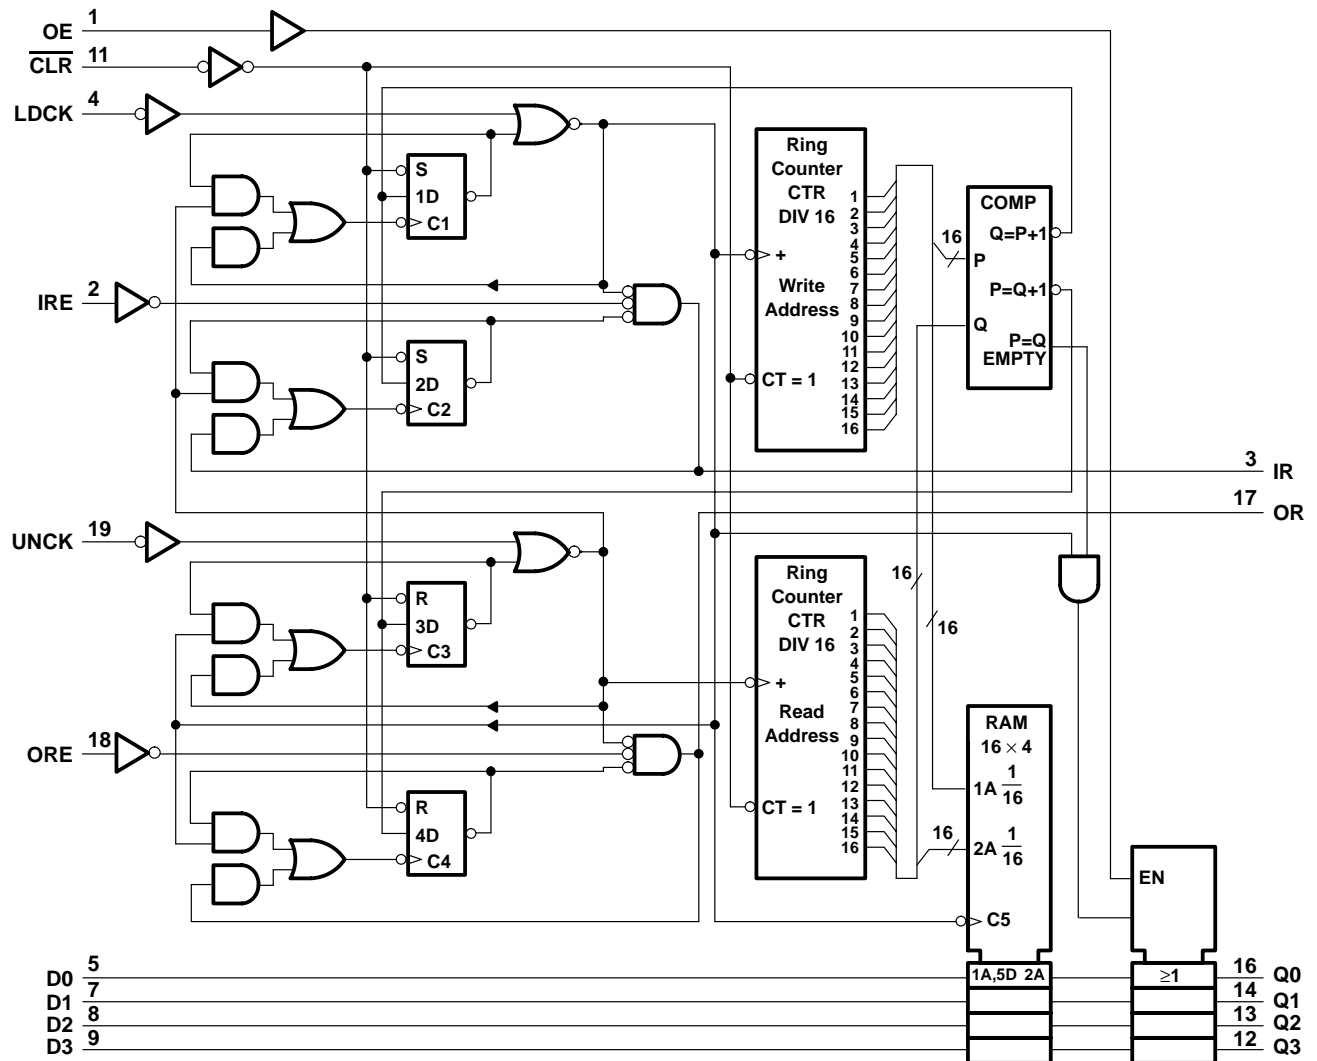 OE 1
CLR 11
LDCK 4
S
1D
C1
IRE 2
S
2D
C2
Ring
Counter
CTR
DIV 16
Write
Address
+
CT = 1
1
2
3
4
5
6
7
8
9
10
11
12
13
14
15
16
COMP
Q=P+1
16
P
P=Q+1
Q
P=Q
EMPTY
3 IR
17 OR
UNCK 19
R
3D
C3
ORE 18
R
4D
C4
Ring
Counter
CTR
DIV 16
Read
Address
+
CT = 1
1
2
3
4
5
6
7
8
9
10
11
12
13
14
15
16
16
16
16
RAM
16 × 4
1A 1/16
2A 1/16
C5
EN
D0 5 1A,5D 2A ≥1 16 Q0
D1 7 14 Q1
D2 8 13 Q2
D3 9 12 Q3